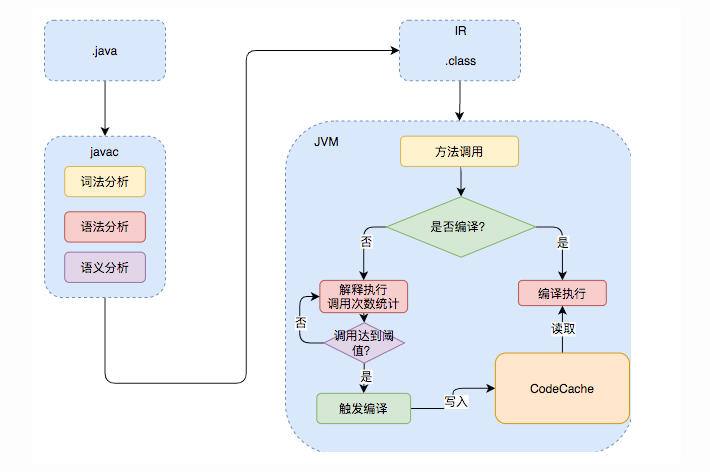 .java
javac
词法分析
语法分析
语义分析
IR
.class
JVM
方法调用
是否编译?
否
是
解释执行
调用次数统计
编译执行
否
调用达到阈
值?
读取
是
触发编译
写入
CodeCache